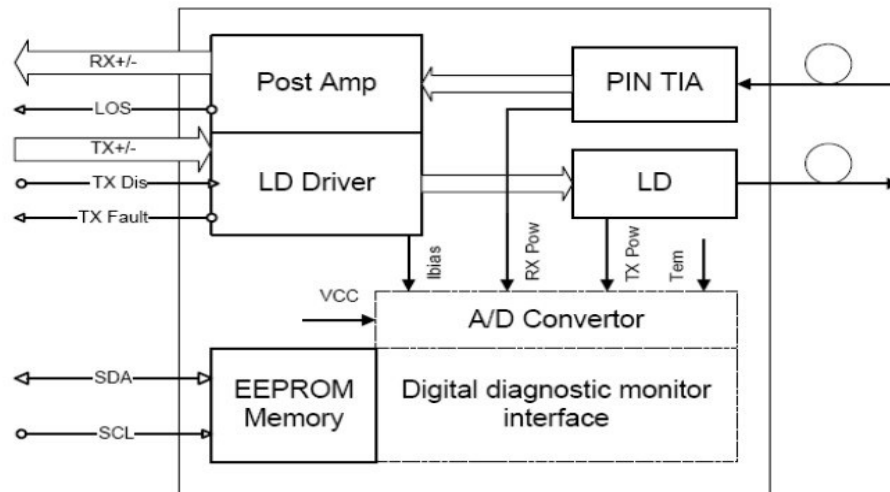 RX+/-
Post Amp
PIN TIA
LOS
TX+/-
LD Driver
LD
TX Dis
TX Fault
Ibias
RX Pow
TX Pow
Tem
VCC
A/D Convertor
SDA
EEPROM
Memory
Digital diagnostic monitor
interface
SCL